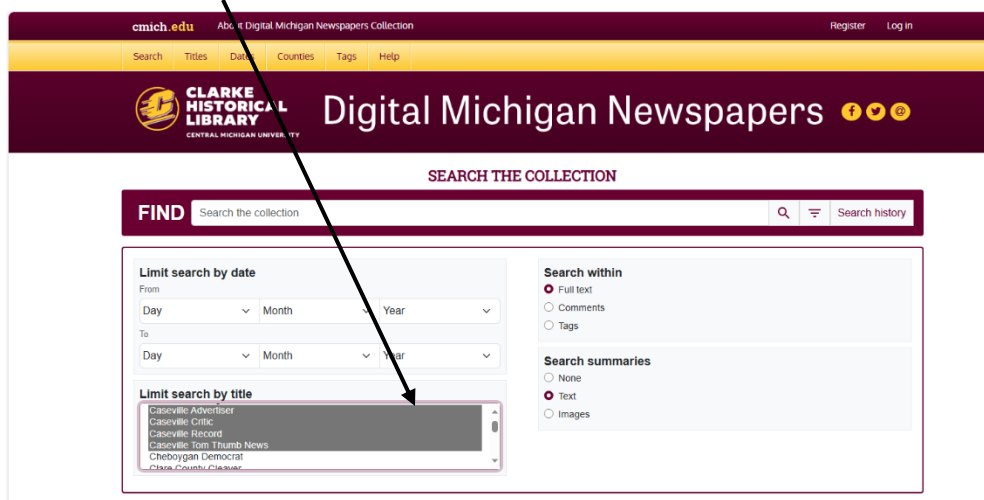 cmich.edu About Digital Michigan Newspapers Collection Register Log in
Search Titles Dates Counties Tags Help
CLARKE
HISTORICAL
LIBRARY
CENTRAL MICHIGAN UNIVERSITY
Digital Michigan Newspapers
SEARCH THE COLLECTION
FIND Search the collection Search history
Limit search by date
From
Day Month Year
To
Day Month Year
Limit search by title
Caseville Advertiser
Caseville Critic
Caseville Record
Caseville Tom Thumb News
Cheboygan Democrat
Clare County Cleaver
Search within
Full text
Comments
Tags
Search summaries
None
Text
Images